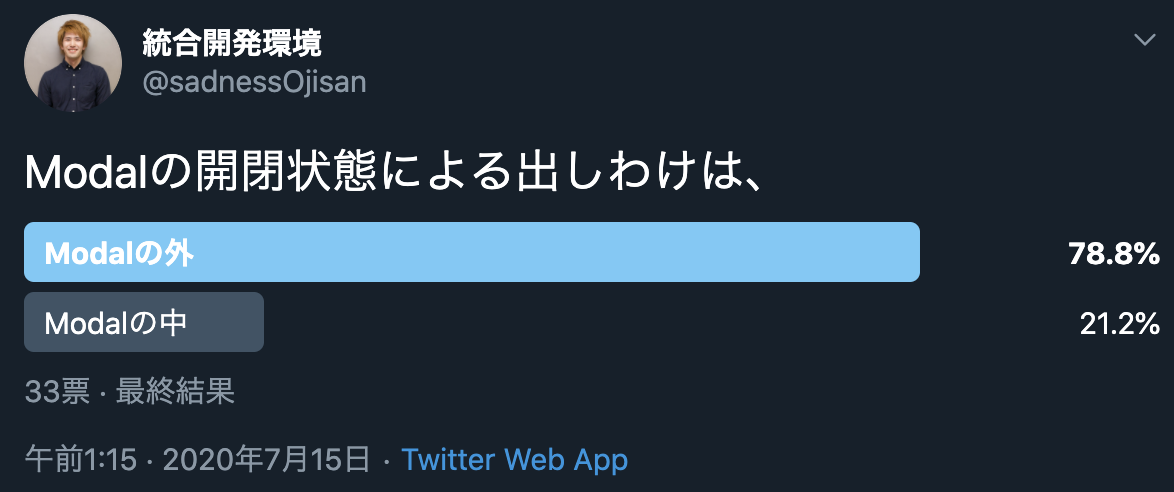 統合開発環境
@sadnessOjisan
Modalの開閉状態による出しわけは、
Modalの外 78.8%
Modalの中 21.2%
33票 · 最終結果
午前1:15 · 2020年7月15日 · Twitter Web App